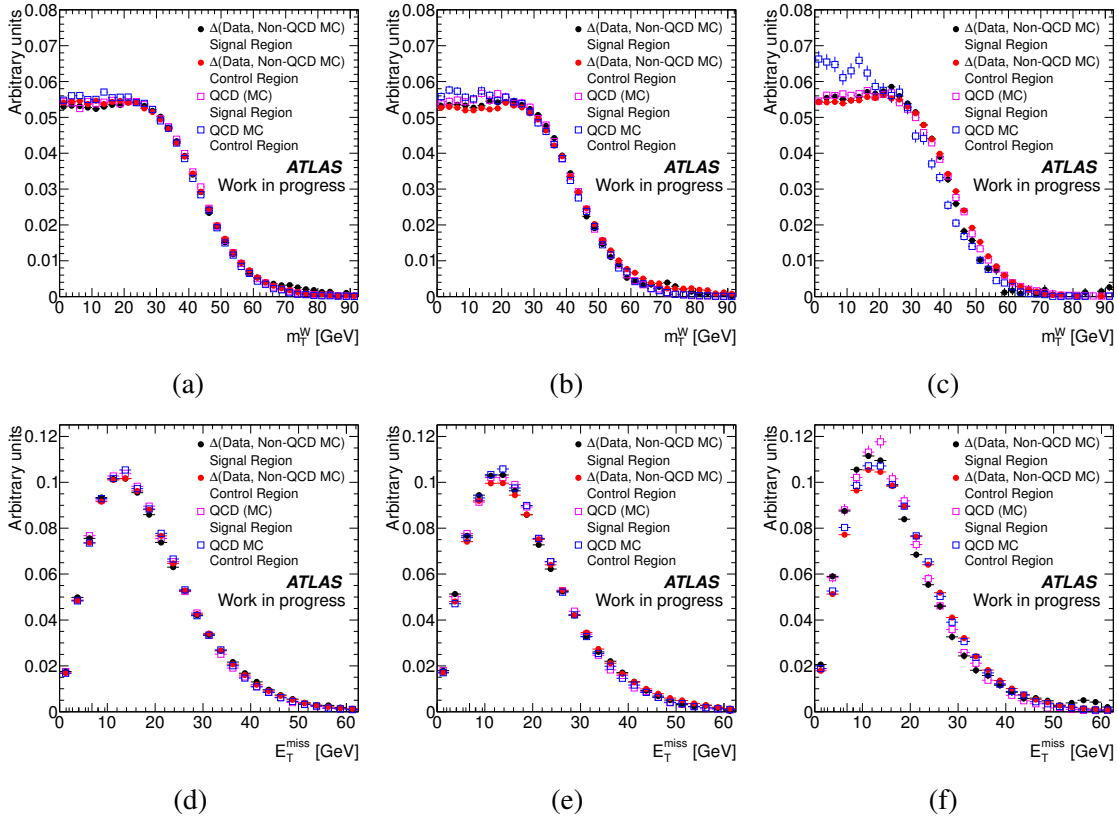 Arbitrary units
0.08
0.07
0.06
0.05
0.04
0.03
0.02
0.01
0
Δ(Data, Non-QCD MC)
Signal Region
Δ(Data, Non-QCD MC)
Control Region
QCD (MC)
Signal Region
QCD MC
Control Region
ATLAS
Work in progress
0 10 20 30 40 50 60 70 80 90
m_T^W [GeV]
(a)
Arbitrary units
0.08
0.07
0.06
0.05
0.04
0.03
0.02
0.01
0
Δ(Data, Non-QCD MC)
Signal Region
Δ(Data, Non-QCD MC)
Control Region
QCD (MC)
Signal Region
QCD MC
Control Region
ATLAS
Work in progress
0 10 20 30 40 50 60 70 80 90
m_T^W [GeV]
(b)
Arbitrary units
0.08
0.07
0.06
0.05
0.04
0.03
0.02
0.01
0
Δ(Data, Non-QCD MC)
Signal Region
Δ(Data, Non-QCD MC)
Control Region
QCD (MC)
Signal Region
QCD MC
Control Region
ATLAS
Work in progress
0 10 20 30 40 50 60 70 80 90
m_T^W [GeV]
(c)
Arbitrary units
0.12
0.1
0.08
0.06
0.04
0.02
0
Δ(Data, Non-QCD MC)
Signal Region
Δ(Data, Non-QCD MC)
Control Region
QCD (MC)
Signal Region
QCD MC
Control Region
ATLAS
Work in progress
0 10 20 30 40 50 60
E_T^miss [GeV]
(d)
Arbitrary units
0.12
0.1
0.08
0.06
0.04
0.02
0
Δ(Data, Non-QCD MC)
Signal Region
Δ(Data, Non-QCD MC)
Control Region
QCD (MC)
Signal Region
QCD MC
Control Region
ATLAS
Work in progress
0 10 20 30 40 50 60
E_T^miss [GeV]
(e)
Arbitrary units
0.12
0.1
0.08
0.06
0.04
0.02
0
Δ(Data, Non-QCD MC)
Signal Region
Δ(Data, Non-QCD MC)
Control Region
QCD (MC)
Signal Region
QCD MC
Control Region
ATLAS
Work in progress
0 10 20 30 40 50 60
E_T^miss [GeV]
(f)